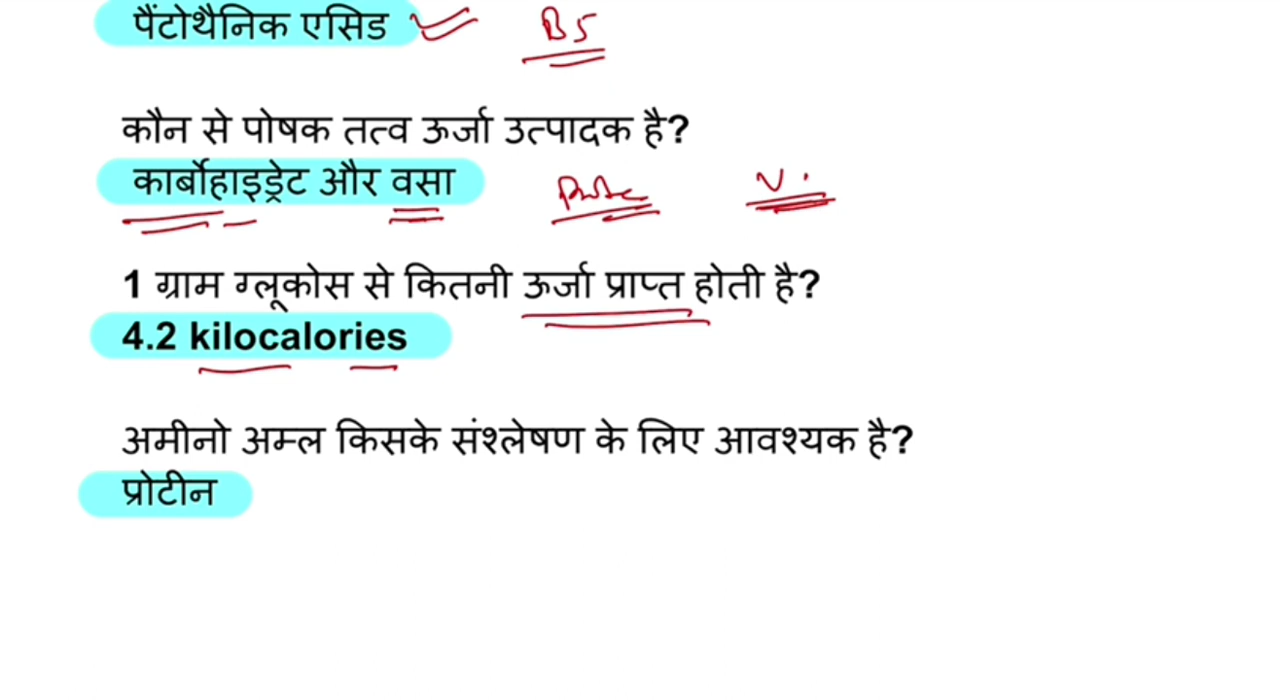 पैंटोथैनिक एसिड B5
कौन से पोषक तत्व ऊर्जा उत्पादक है?
कार्बोहाइड्रेट और वसा
1 ग्राम ग्लूकोस से कितनी ऊर्जा प्राप्त होती है?
4.2 kilocalories
अमीनो अम्ल किसके संश्लेषण के लिए आवश्यक है?
प्रोटीन